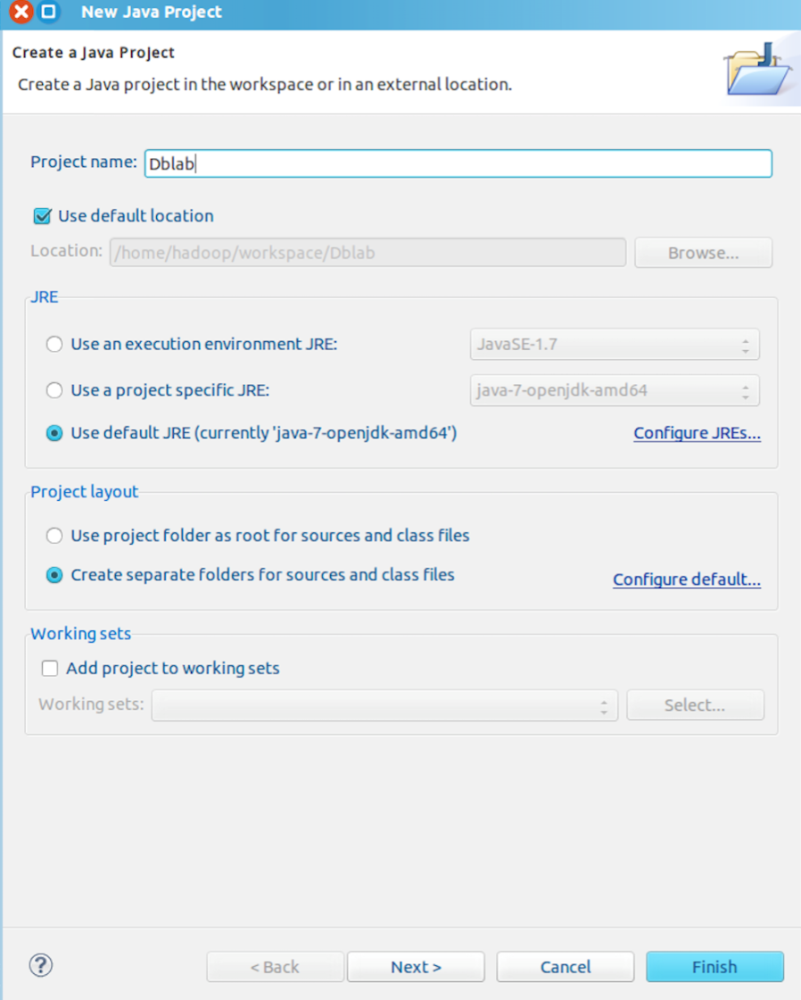 New Java Project
Create a Java Project
Create a Java project in the workspace or in an external location.
Project name: Dblab
Use default location
Location: /home/hadoop/workspace/Dblab Browse...
JRE
Use an execution environment JRE: JavaSE-1.7
Use a project specific JRE: java-7-openjdk-amd64
Use default JRE (currently 'java-7-openjdk-amd64') Configure JREs...
Project layout
Use project folder as root for sources and class files
Create separate folders for sources and class files Configure default...
Working sets
Add project to working sets
Working sets: Select...
? < Back Next > Cancel Finish